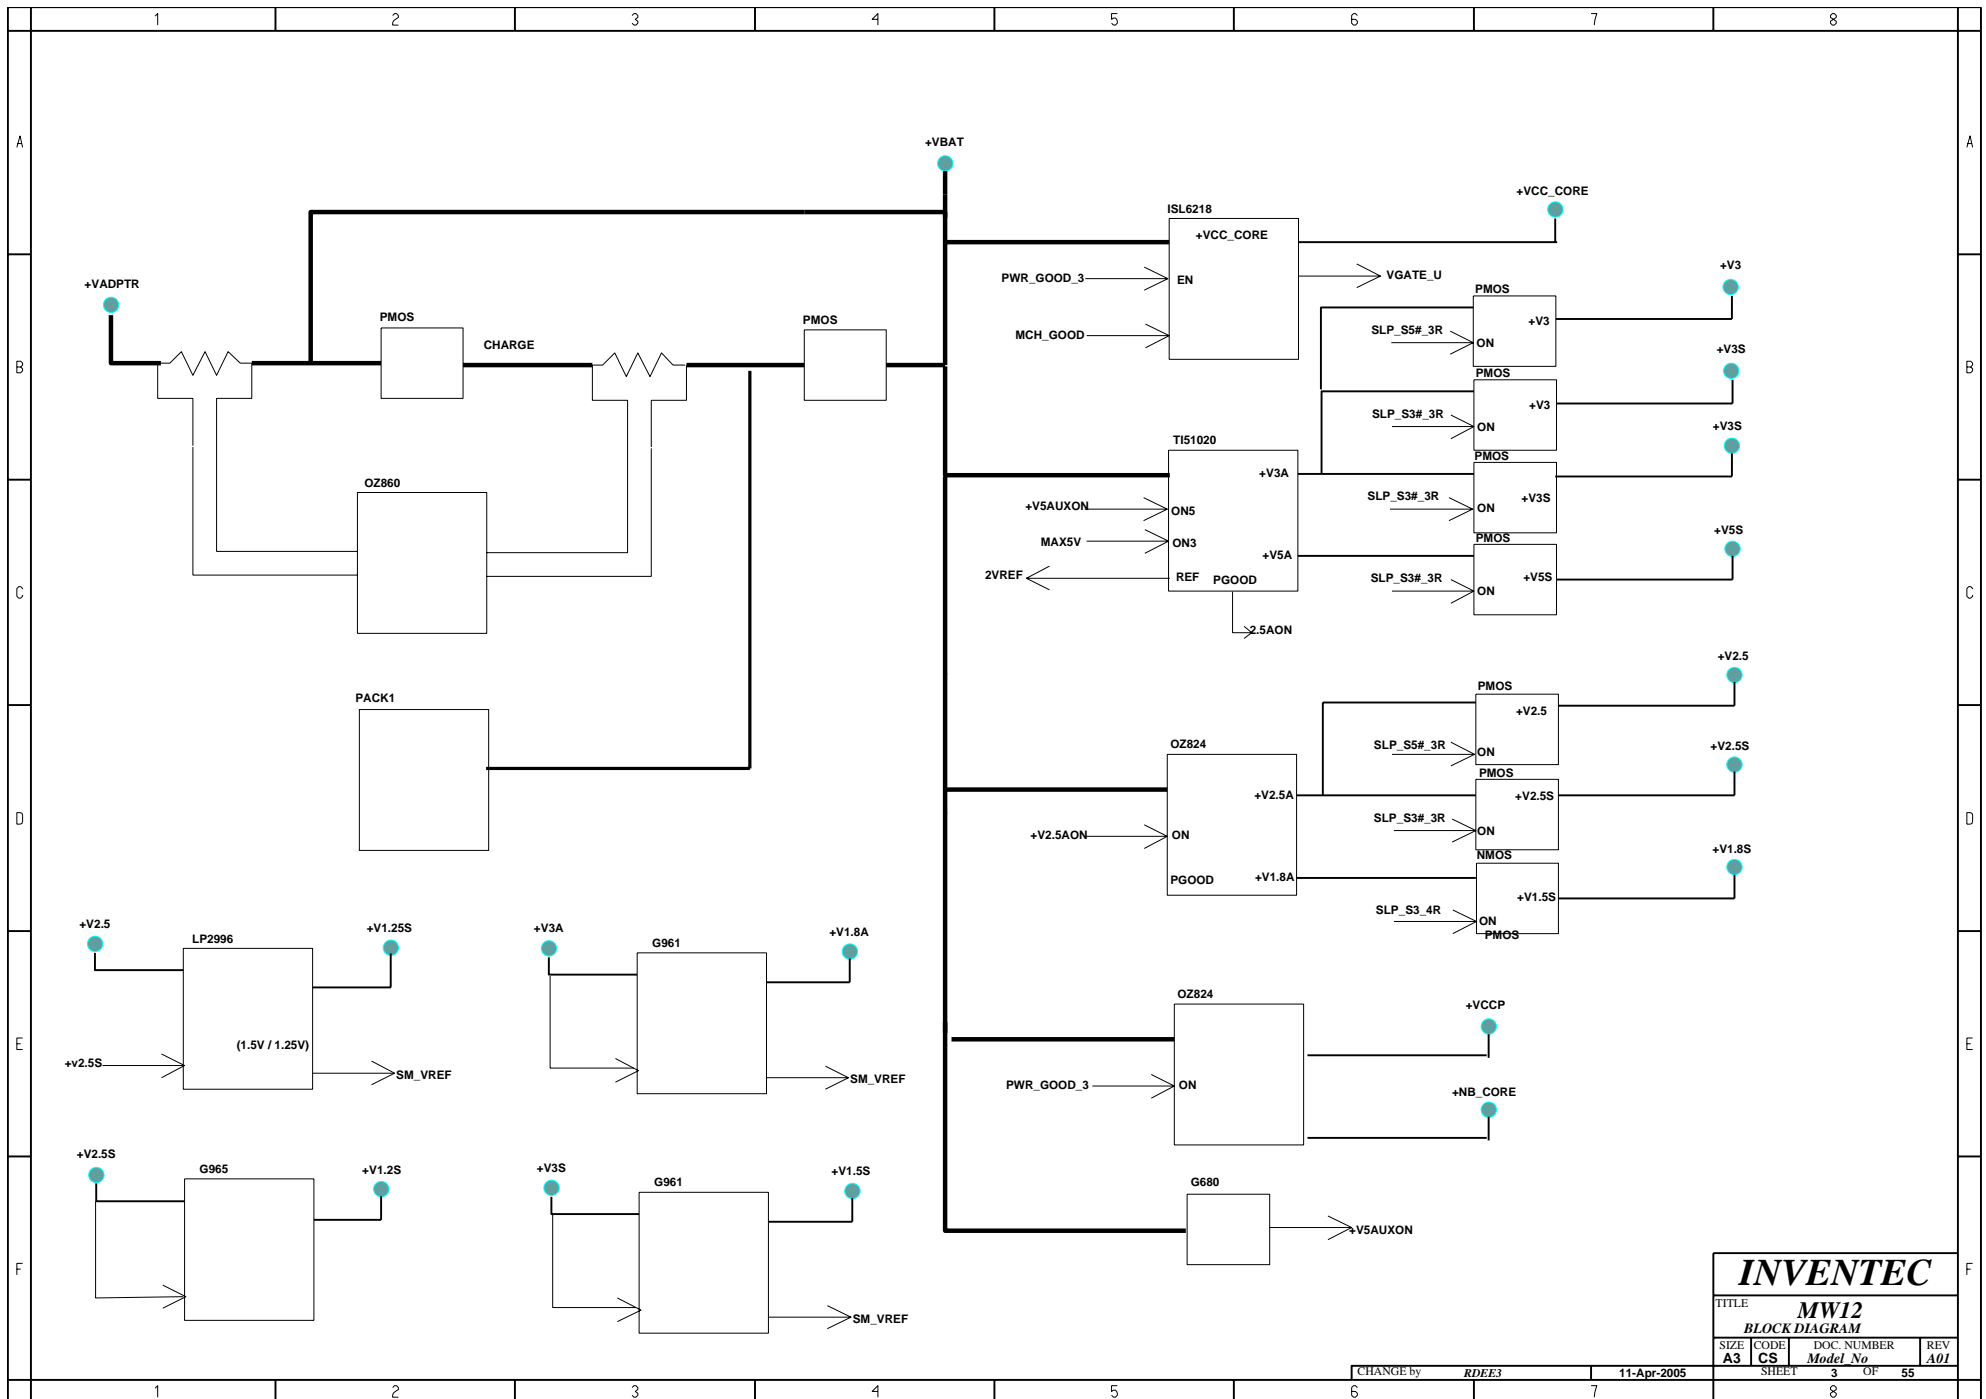 1 2 3 4 5 6 7 8
A A
+VBAT
+VCC_CORE
ISL6218
+VCC_CORE
PWR_GOOD_3 EN
VGATE_U
MCH_GOOD
+VADPTR
PMOS
CHARGE
PMOS
B B
+V3
PMOS
+V3
SLP_S5#_3R
ON
+V3S
PMOS
+V3
SLP_S3#_3R
ON
+V3S
PMOS
+V3S
SLP_S3#_3R
ON
+V5S
PMOS
+V5S
SLP_S3#_3R
ON
TI51020
+V3A
+V5AUXON ON5
MAX5V ON3
+V5A
2VREF REF PGOOD
2.5AON
OZ860
C C
PACK1
+V2.5
PMOS
+V2.5
SLP_S5#_3R
ON
+V2.5S
PMOS
+V2.5S
SLP_S3#_3R
ON
+V1.8S
NMOS
+V1.5S
SLP_S3_4R
ON
PMOS
OZ824
+V2.5A
+V2.5AON ON
PGOOD +V1.8A
D D
+V2.5
LP2996
+V1.25S
(1.5V / 1.25V)
+v2.5S
SM_VREF
+V3A
G961
+V1.8A
SM_VREF
OZ824
+VCCP
PWR_GOOD_3 ON
+NB_CORE
E E
+V2.5S
G965
+V1.2S
+V3S
G961
+V1.5S
SM_VREF
G680
+V5AUXON
F F
INVENTEC
TITLE
MW12
BLOCK DIAGRAM
SIZE CODE DOC. NUMBER REV
A3 CS Model_No A01
CHANGE by RDEE3 11-Apr-2005 SHEET 3 OF 55
1 2 3 4 5 6 7 8